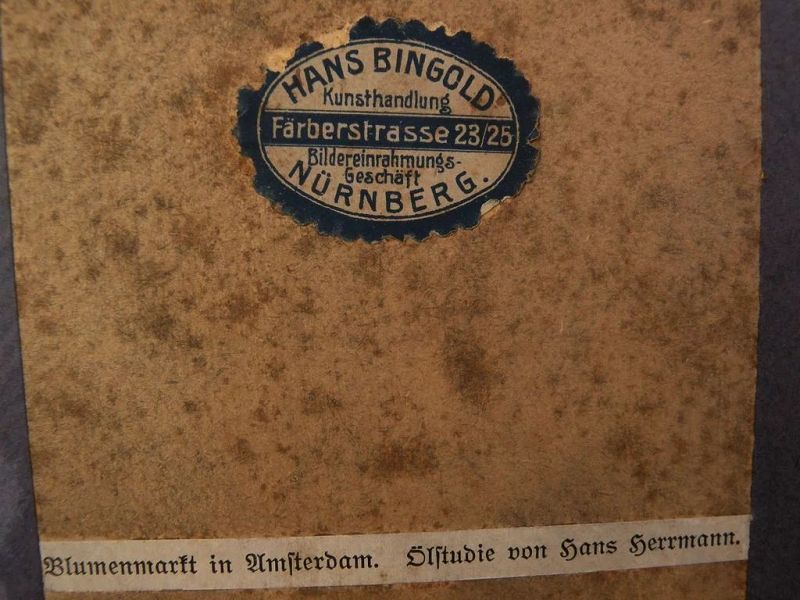 HANS BINGOLD
Kunsthandlung
Färberstrasse 23/25
Bildereinrahmungs-
Geschäft
NÜRNBERG.
Blumenmarkt in Amsterdam. Ölstudie von Hans Herrmann.